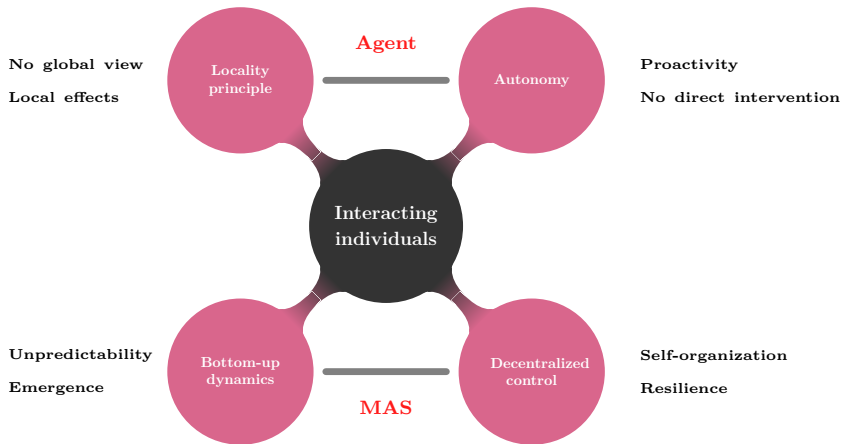 Agent
No global view
Local effects
Locality
principle
Autonomy
Proactivity
No direct intervention
Interacting
individuals
Unpredictability
Emergence
Bottom-up
dynamics
Decentralized
control
Self-organization
Resilience
MAS